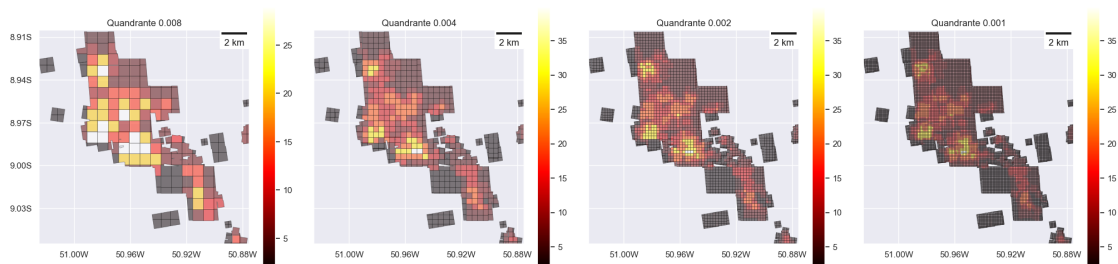 Quandrante 0.008
8.91S
8.94S
8.97S
9.00S
9.03S
51.00W
50.96W
50.92W
50.88W
2 km
25
20
15
10
5
Quandrante 0.004
51.00W
50.96W
50.92W
50.88W
2 km
35
30
25
20
15
10
5
Quandrante 0.002
51.00W
50.96W
50.92W
50.88W
2 km
35
30
25
20
15
10
5
Quandrante 0.001
51.00W
50.96W
50.92W
50.88W
2 km
35
30
25
20
15
10
5